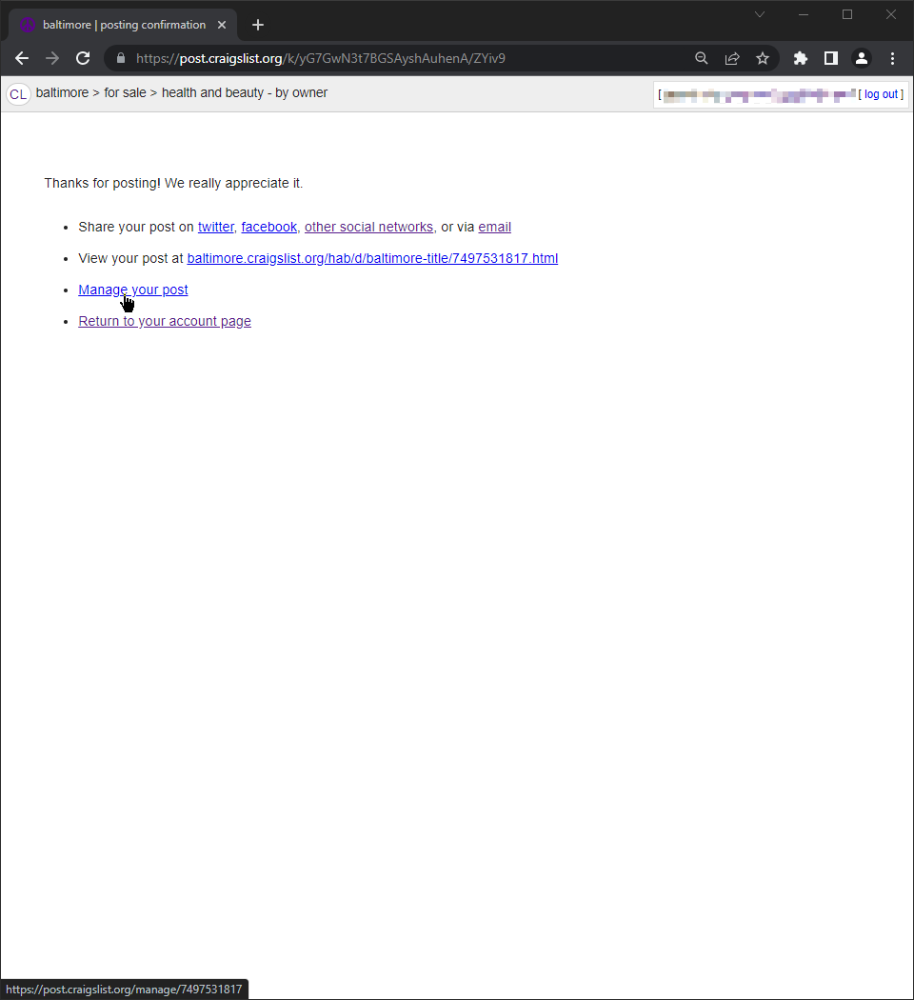 baltimore | posting confirmation
https://post.craigslist.org/k/yG7GwN3t7BGSAyshAuhenA/ZYiv9
CL baltimore > for sale > health and beauty - by owner [ [ log out ]
Thanks for posting! We really appreciate it.
Share your post on twitter, facebook, other social networks, or via email
View your post at baltimore.craigslist.org/hab/d/baltimore-title/7497531817.html
Manage your post
Return to your account page
https://post.craigslist.org/manage/7497531817